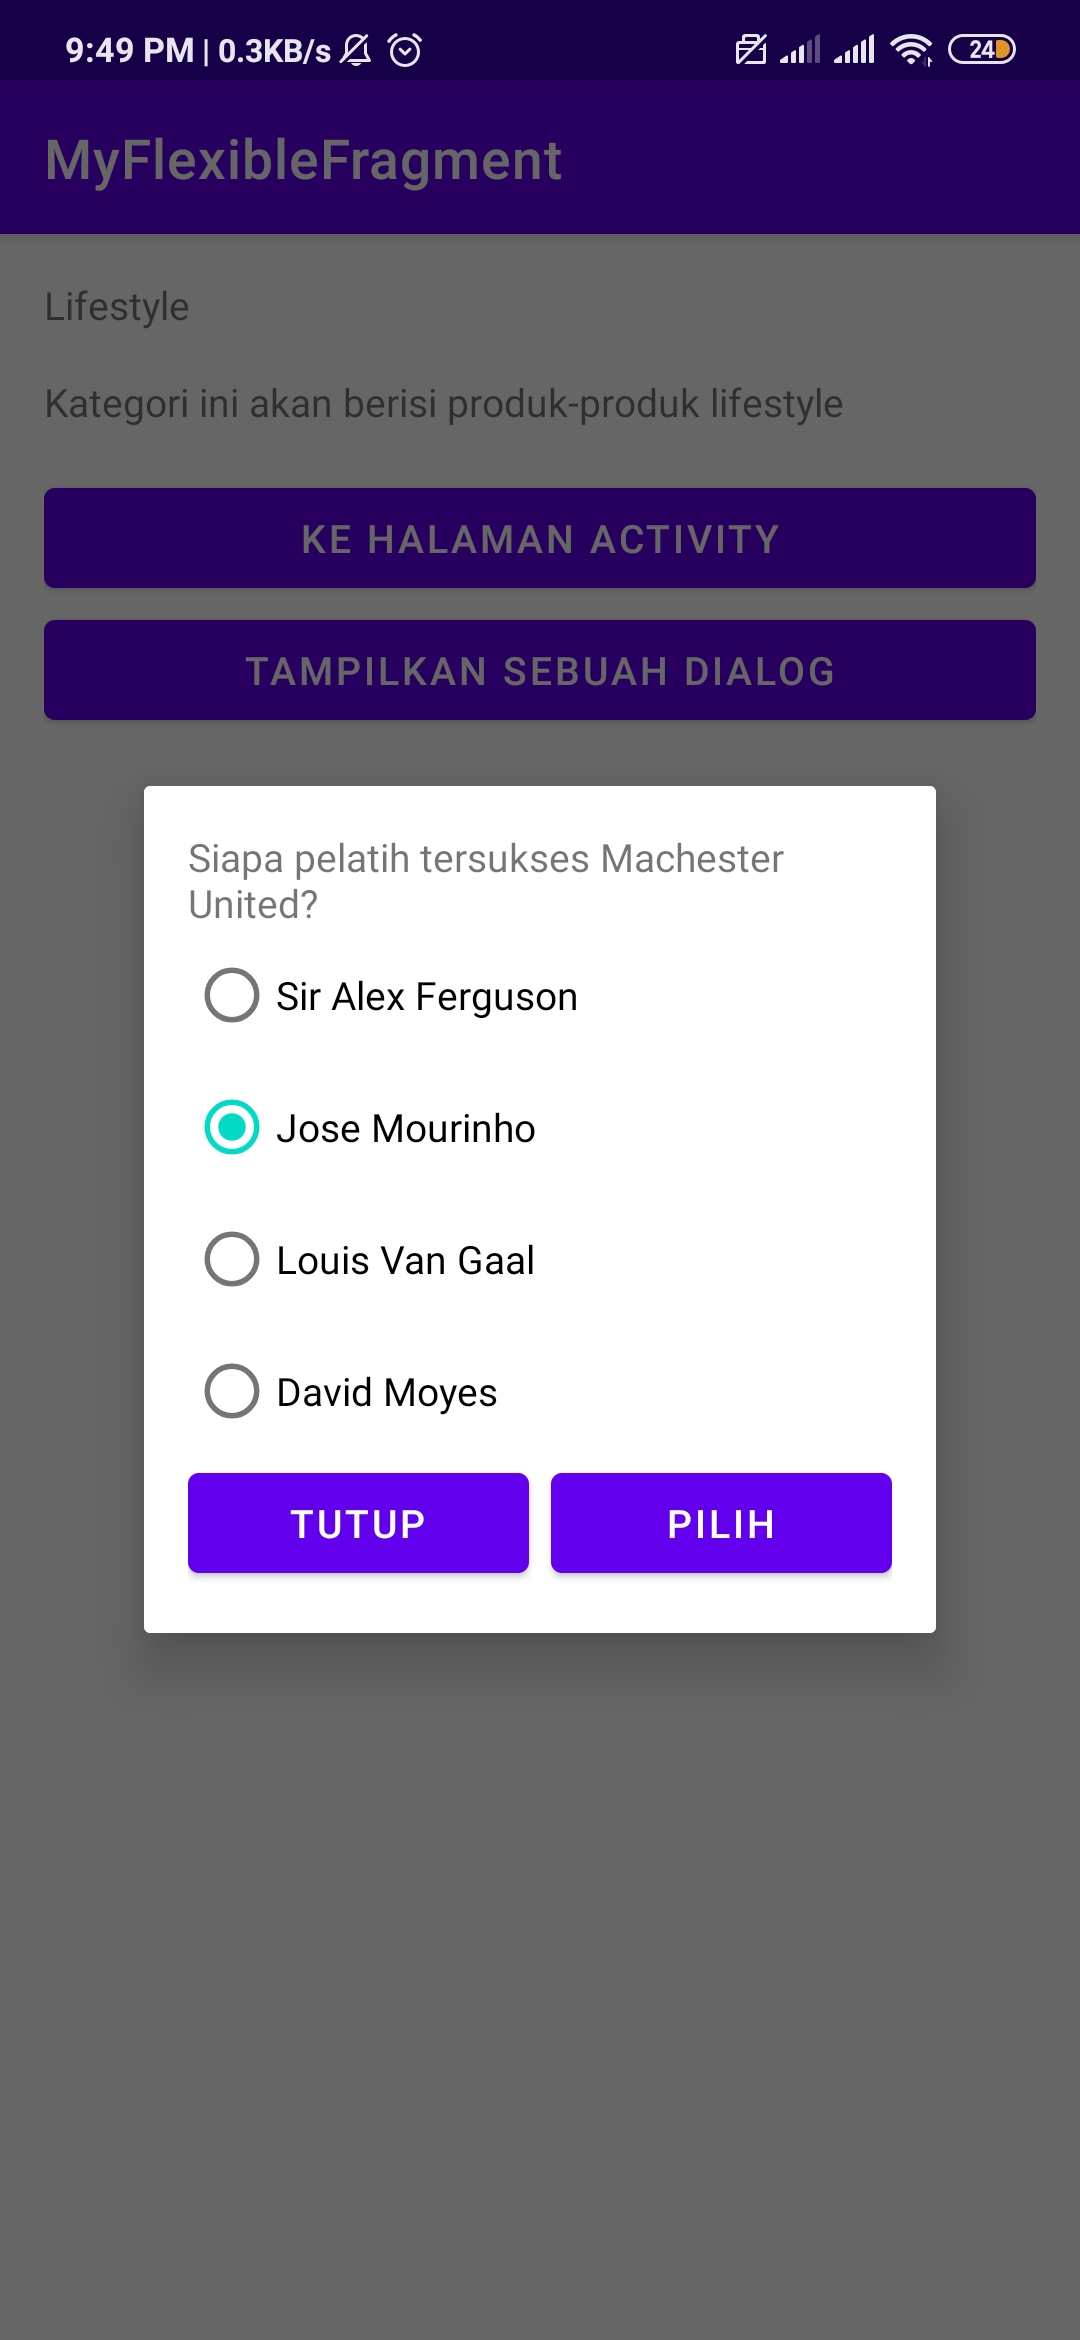 9:49 PM | 0.3KB/s
24
MyFlexibleFragment
Lifestyle
Kategori ini akan berisi produk-produk lifestyle
KE HALAMAN ACTIVITY
TAMPILKAN SEBUAH DIALOG
Siapa pelatih tersukses Machester
United?
Sir Alex Ferguson
Jose Mourinho
Louis Van Gaal
David Moyes
TUTUP
PILIH